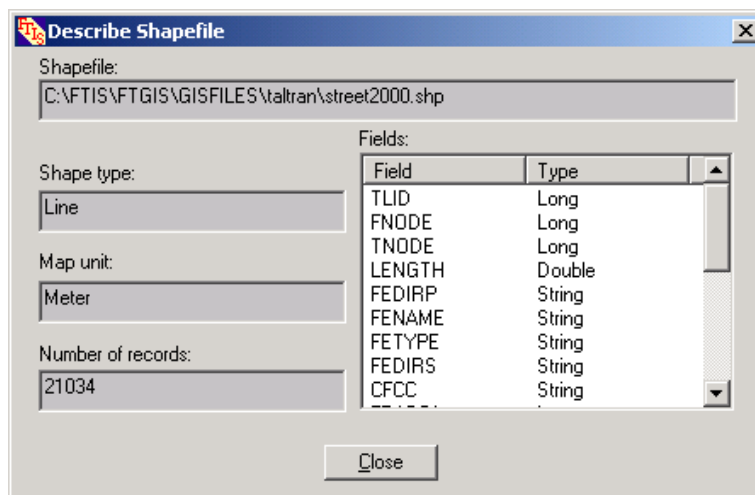 FTIS
Describe Shapefile
Shapefile:
C:\FTIS\FTGIS\GISFILES\taltran\street2000.shp
Shape type:
Line
Map unit:
Meter
Number of records:
21034
Fields:
Field Type
TLID Long
FNODE Long
TNODE Long
LENGTH Double
FEDIRP String
FENAME String
FETYPE String
FEDIRS String
CFCC String
Close